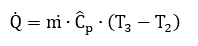 Q̇ = ṁ · Ĉₚ · (T₃ − T₂)